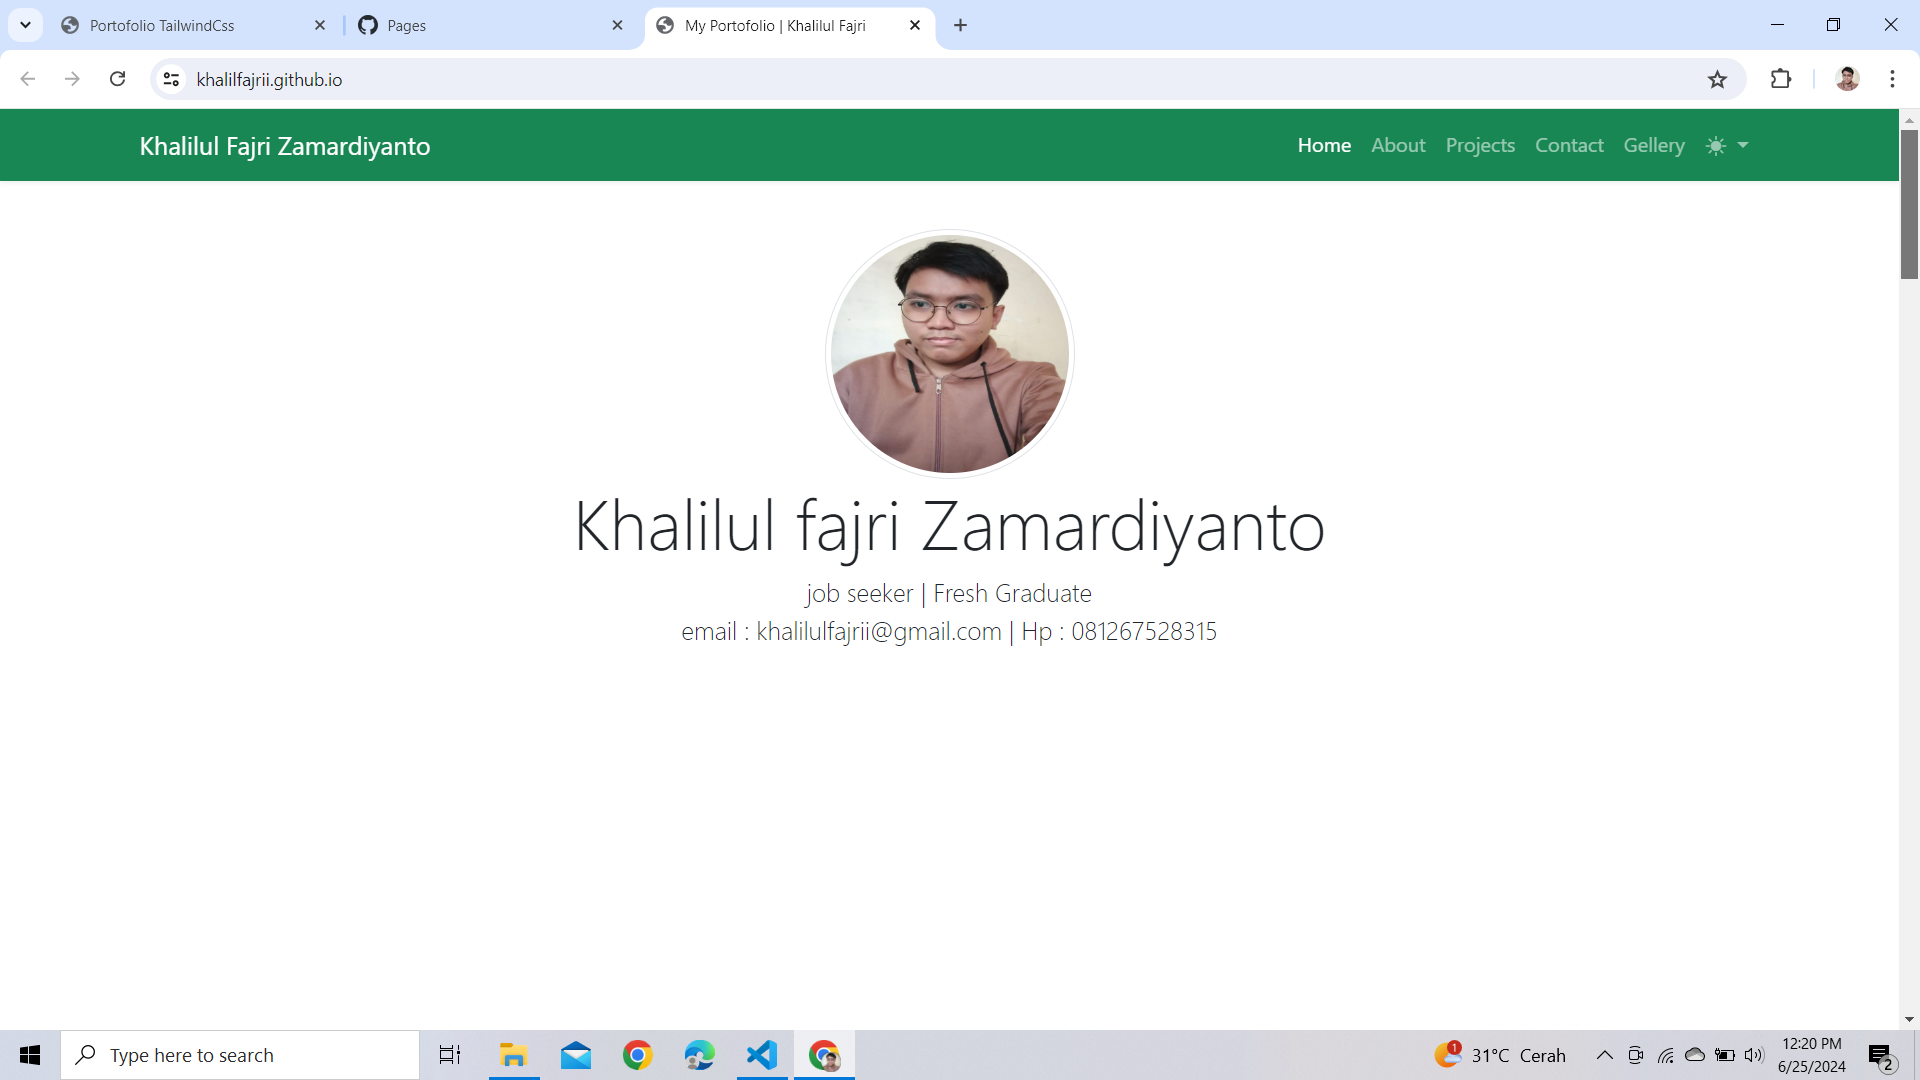 Portofolio TailwindCss
Pages
My Portofolio | Khalilul Fajri
khalilfajrii.github.io
Khalilul Fajri Zamardiyanto
Home About Projects Contact Gellery
Khalilul fajri Zamardiyanto
job seeker | Fresh Graduate
email : khalilulfajrii@gmail.com | Hp : 081267528315
Type here to search
1
31°C Cerah
12:20 PM
6/25/2024
2